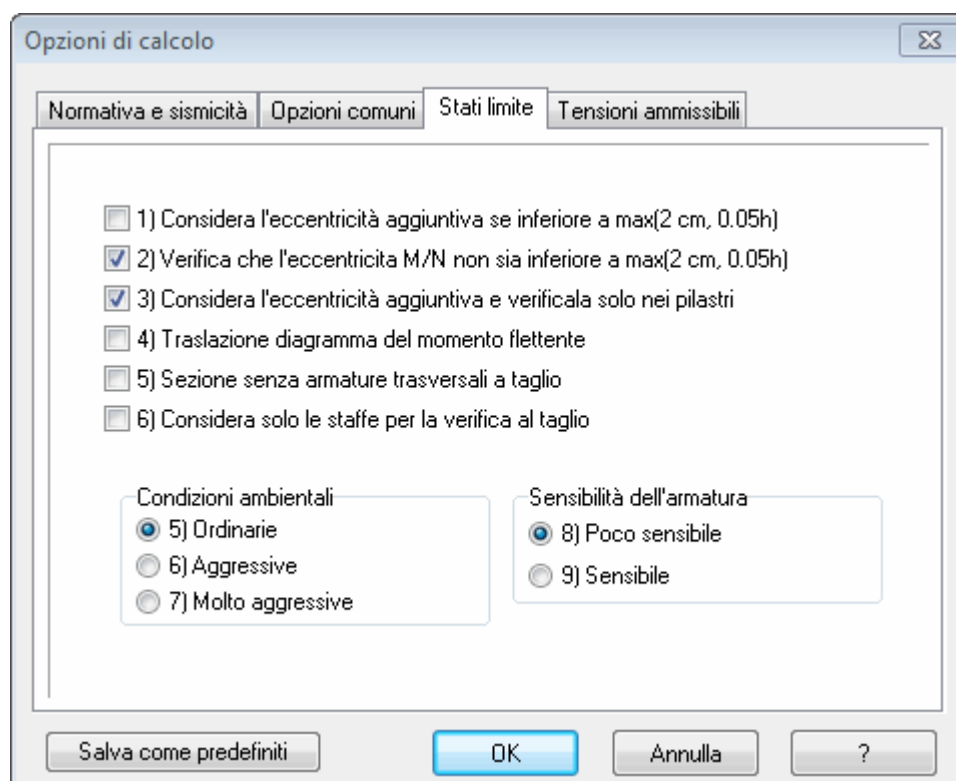 Opzioni di calcolo
Normativa e sismicità
Opzioni comuni
Stati limite
Tensioni ammissibili
1) Considera l'eccentricità aggiuntiva se inferiore a max(2 cm, 0.05h)
2) Verifica che l'eccentricita M/N non sia inferiore a max(2 cm, 0.05h)
3) Considera l'eccentricità aggiuntiva e verificala solo nei pilastri
4) Traslazione diagramma del momento flettente
5) Sezione senza armature trasversali a taglio
6) Considera solo le staffe per la verifica al taglio
Condizioni ambientali
5) Ordinarie
6) Aggressive
7) Molto aggressive
Sensibilità dell'armatura
8) Poco sensibile
9) Sensibile
Salva come predefiniti
OK
Annulla
?